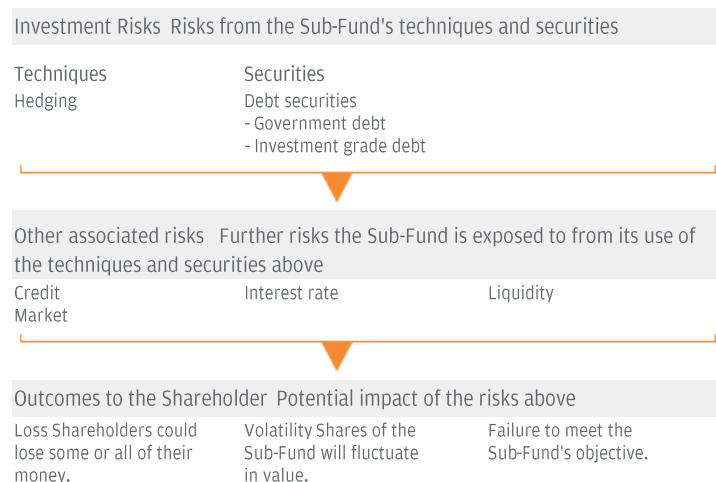 Investment Risks Risks from the Sub-Fund's techniques and securities
Techniques
Securities
Hedging
Debt securities
- Government debt
- Investment grade debt
Other associated risks Further risks the Sub-Fund is exposed to from its use of
the techniques and securities above
Credit
Interest rate
Liquidity
Market
Outcomes to the Shareholder Potential impact of the risks above
Loss Shareholders could
lose some or all of their
money.
Volatility Shares of the
Sub-Fund will fluctuate
in value.
Failure to meet the
Sub-Fund's objective.